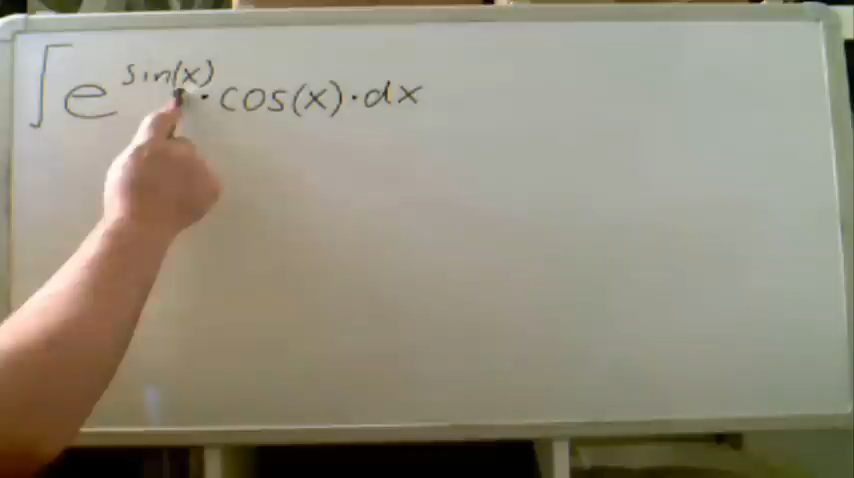 ∫ e^sin(x) · cos(x) · dx